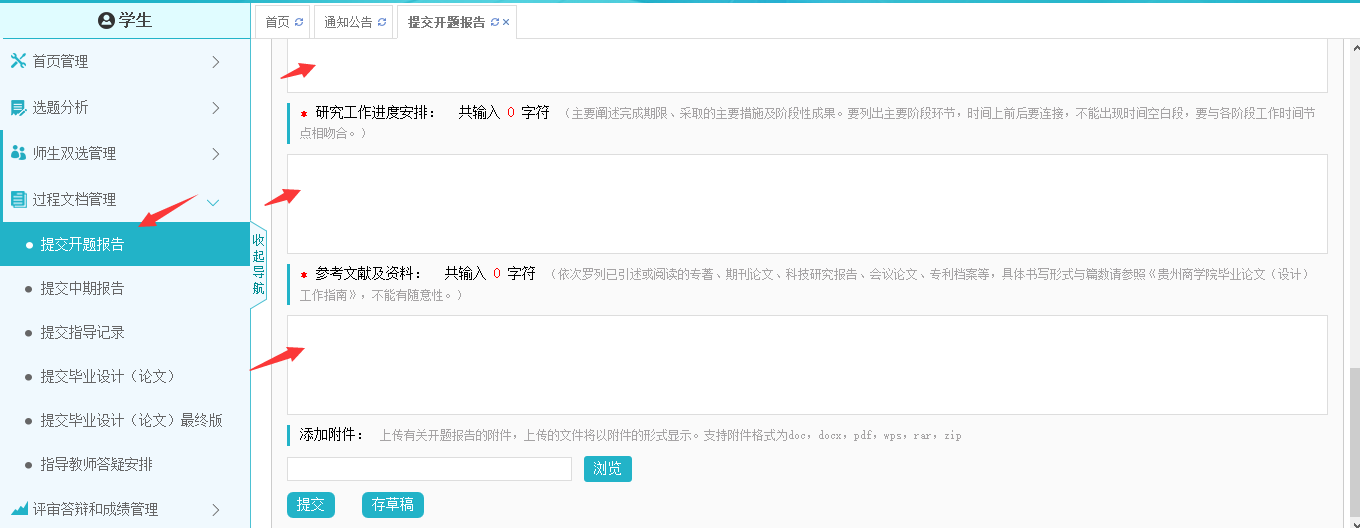 学生
首页
通知公告
提交开题报告
首页管理
选题分析
师生双选管理
过程文档管理
提交开题报告
提交中期报告
提交指导记录
提交毕业设计（论文）
提交毕业设计（论文）最终版
指导教师答疑安排
评审答辩和成绩管理
收起导航
* 研究工作进度安排： 共输入 0 字符 （主要阐述完成期限、采取的主要措施及阶段性成果。要列出主要阶段环节，时间上前后要连接，不能出现时间空白段，要与各阶段工作时间节
点相吻合。）
* 参考文献及资料： 共输入 0 字符 （依次罗列已引述或阅读的专著、期刊论文、科技研究报告、会议论文、专利档案等，具体书写形式与篇数请参照《贵州商学院毕业论文（设计）
工作指南》，不能有随意性。）
添加附件： 上传有关开题报告的附件，上传的文件将以附件的形式显示。支持附件格式为doc，docx，pdf，wps，rar，zip
浏览
提交 存草稿